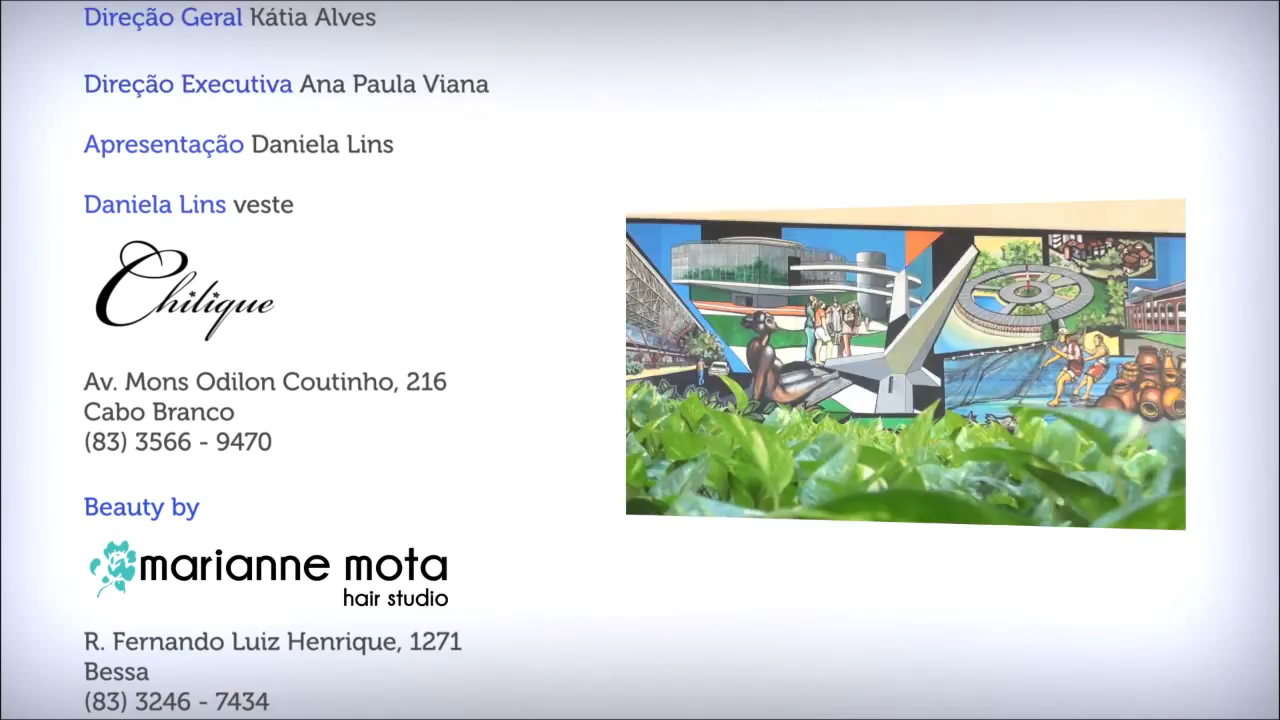 Direção Geral Kátia Alves
Direção Executiva Ana Paula Viana
Apresentação Daniela Lins
Daniela Lins veste
Chilique
Av. Mons Odilon Coutinho, 216
Cabo Branco
(83) 3566 - 9470
Beauty by
marianne mota
hair studio
R. Fernando Luiz Henrique, 1271
Bessa
(83) 3246 - 7434